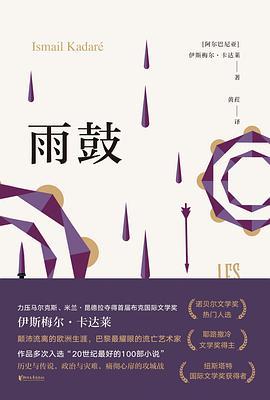 Ismail Kadaré
[阿尔巴尼亚]
伊斯梅尔·卡达莱
著
黄荭
译
雨鼓
LES
力压马尔克斯、米兰·昆德拉夺得首届布克国际文学奖
伊斯梅尔·卡达莱
颠沛流离的欧洲生涯,巴黎最耀眼的流亡艺术家
作品多次入选“20世纪最好的100部小说”
历史与传说,政治与灾难,痛彻心扉的攻城战
诺贝尔文学奖
热门人选
耶路撒冷
文学奖得主
纽斯塔特
国际文学奖获得者